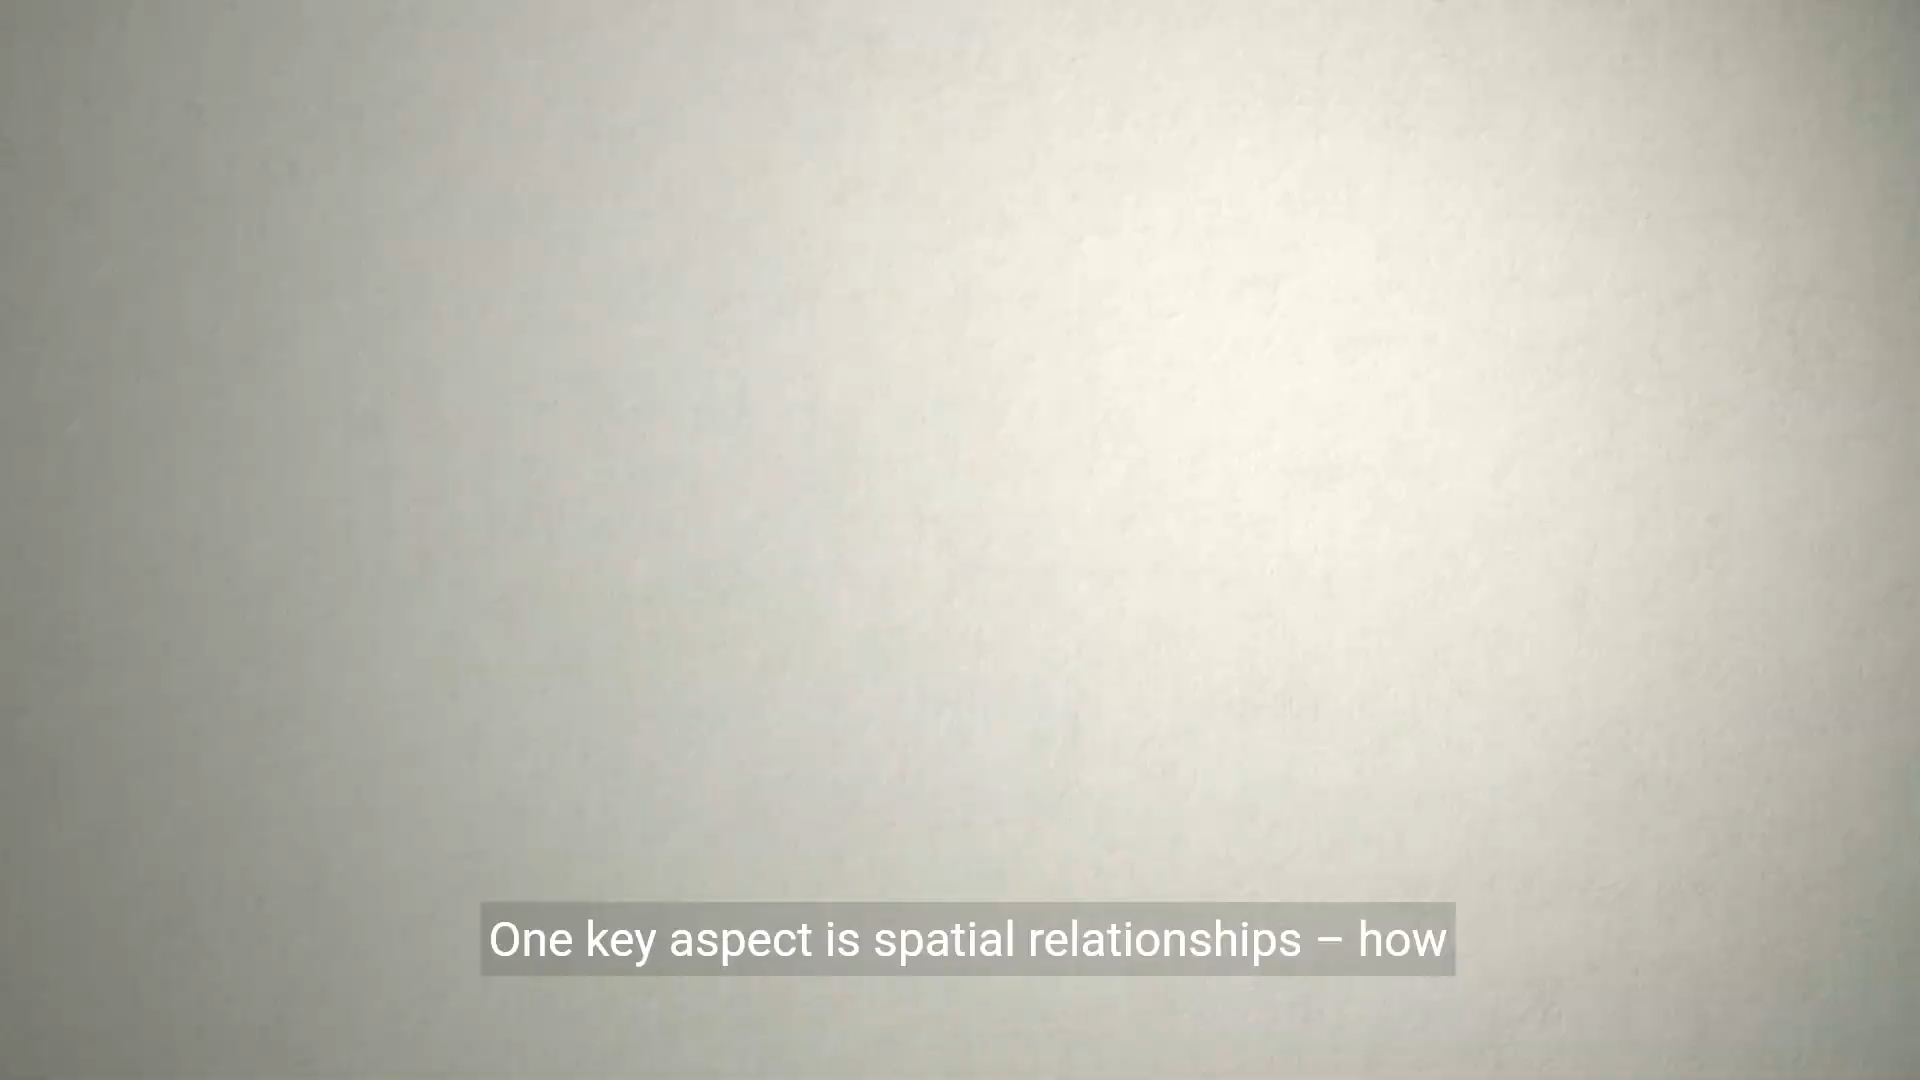 One key aspect is spatial relationships – how